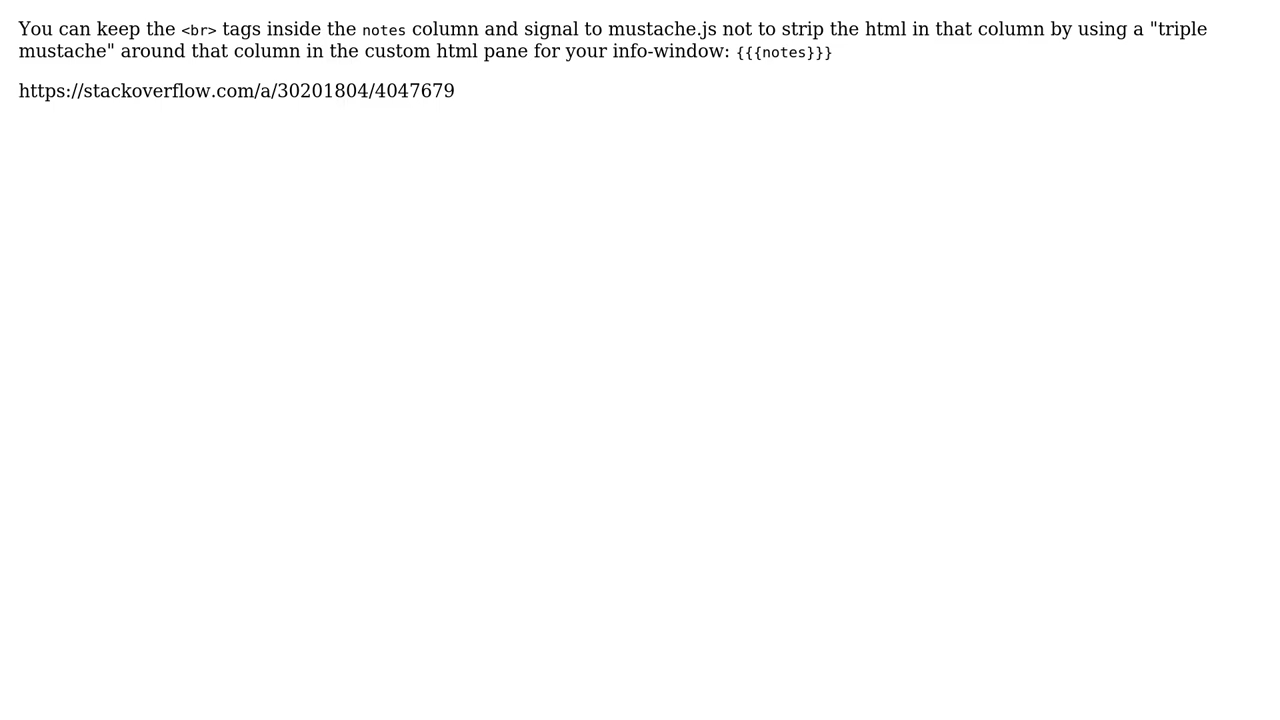 You can keep the <br> tags inside the notes column and signal to mustache.js not to strip the html in that column by using a "triple
mustache" around that column in the custom html pane for your info-window: {{{notes}}}
https://stackoverflow.com/a/30201804/4047679